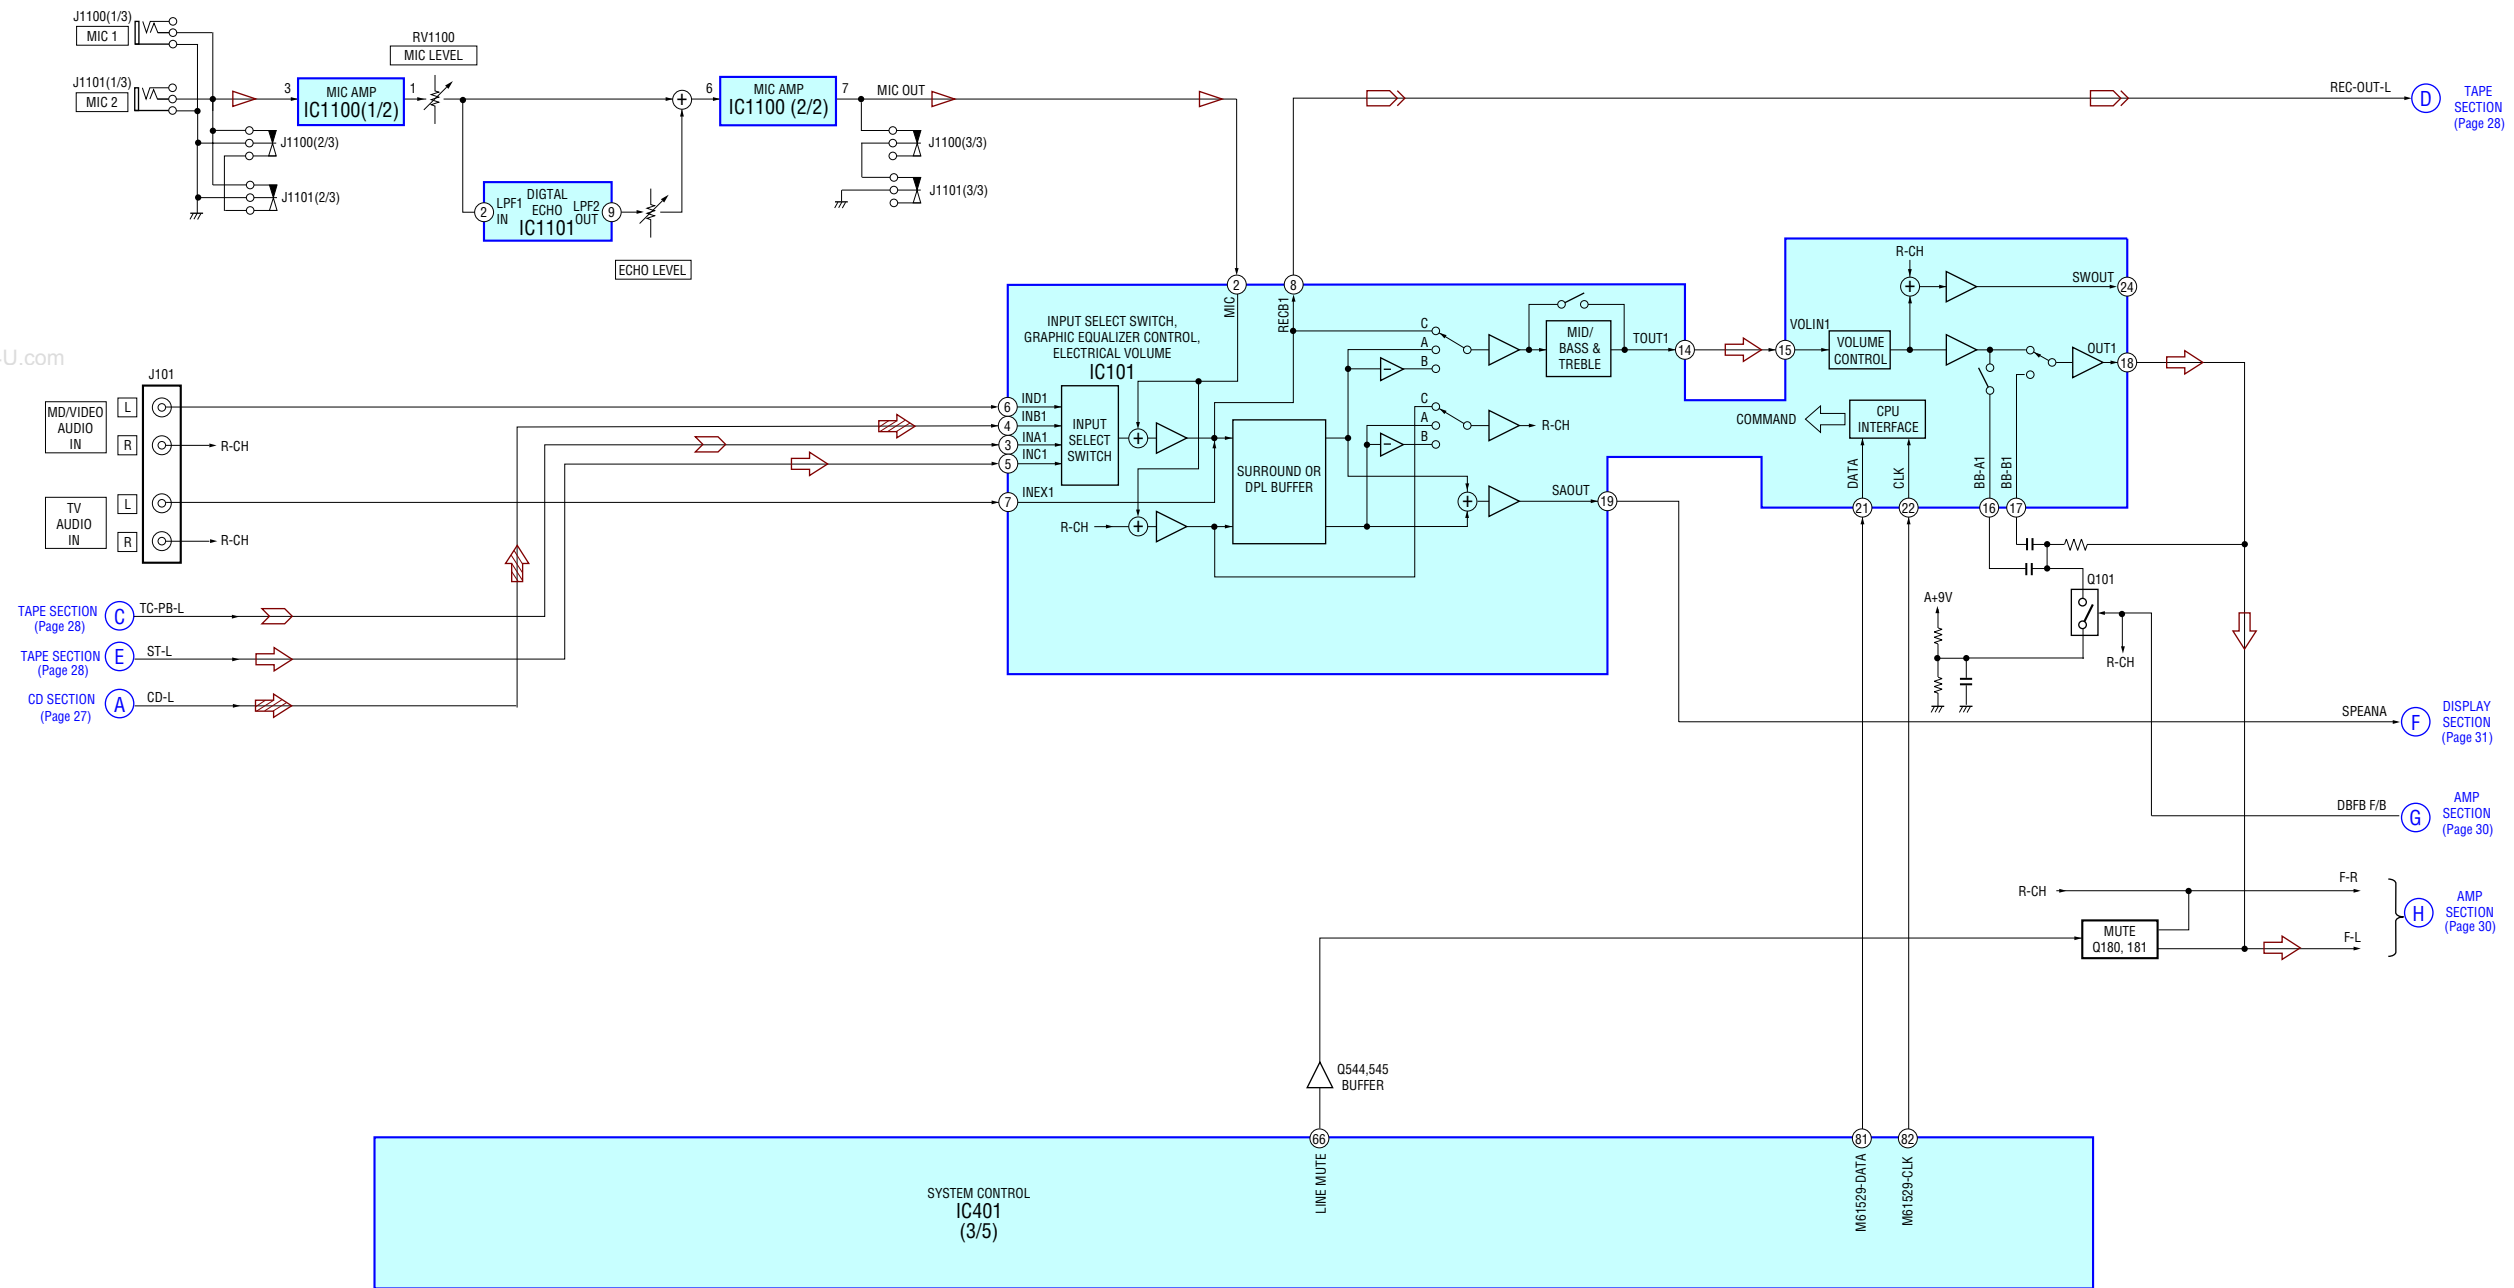 J1100(1/3)
MIC 1
J1101(1/3)
MIC 2
J1100(2/3)
J1101(2/3)
3
MIC AMP
IC1100(1/2)
1
RV1100
MIC LEVEL
2
LPF1
IN
DIGTAL
ECHO
IC1101
LPF2
OUT
9
ECHO LEVEL
+
6
MIC AMP
IC1100 (2/2)
7
MIC OUT
J1100(3/3)
J1101(3/3)
REC-OUT-L
D
TAPE
SECTION
(Page 28)
U.com
J101
MD/VIDEO
AUDIO
IN
L
R
R-CH
TV
AUDIO
IN
L
R
R-CH
TAPE SECTION
(Page 28)
C
TC-PB-L
TAPE SECTION
(Page 28)
E
ST-L
CD SECTION
(Page 27)
A
CD-L
2
MIC
8
RECB1
INPUT SELECT SWITCH,
GRAPHIC EQUALIZER CONTROL,
ELECTRICAL VOLUME
IC101
6
IND1
4
INB1
3
INA1
5
INC1
7
INEX1
INPUT
SELECT
SWITCH
+
R-CH
+
SURROUND OR
DPL BUFFER
C
A
B
−
C
A
B
−
R-CH
MID/
BASS &
TREBLE
TOUT1
14
+
SAOUT
19
15
VOLIN1
VOLUME
CONTROL
R-CH
+
SWOUT
24
OUT1
18
COMMAND
CPU
INTERFACE
DATA
CLK
BB-A1
BB-B1
21
22
16
17
Q101
A+9V
R-CH
SPEANA
F
DISPLAY
SECTION
(Page 31)
DBFB F/B
G
AMP
SECTION
(Page 30)
R-CH
F-R
MUTE
Q180, 181
F-L
H
AMP
SECTION
(Page 30)
Q544,545
BUFFER
66
LINE MUTE
81
M61529-DATA
82
M61529-CLK
SYSTEM CONTROL
IC401
(3/5)